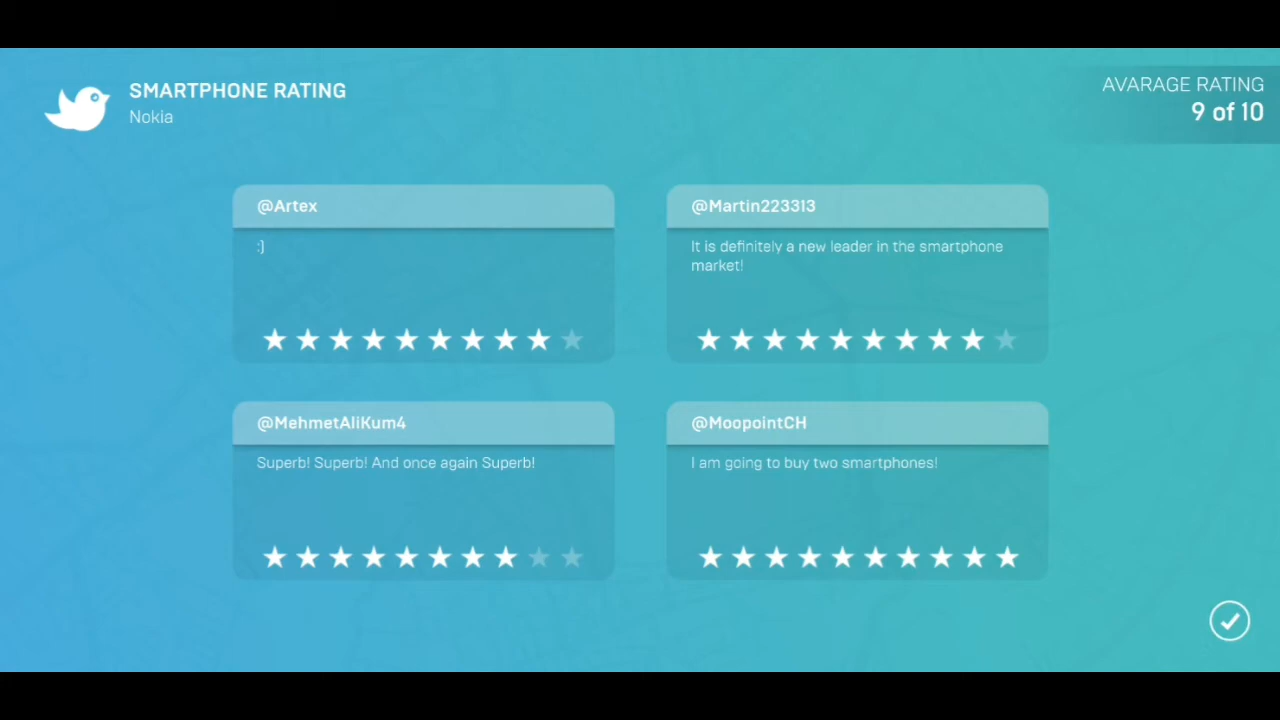 SMARTPHONE RATING
Nokia
AVARAGE RATING
9 of 10
@Artex
:)
@Martin223313
It is definitely a new leader in the smartphone
market!
@MehmetAliKum4
Superb! Superb! And once again Superb!
@MoopointCH
I am going to buy two smartphones!